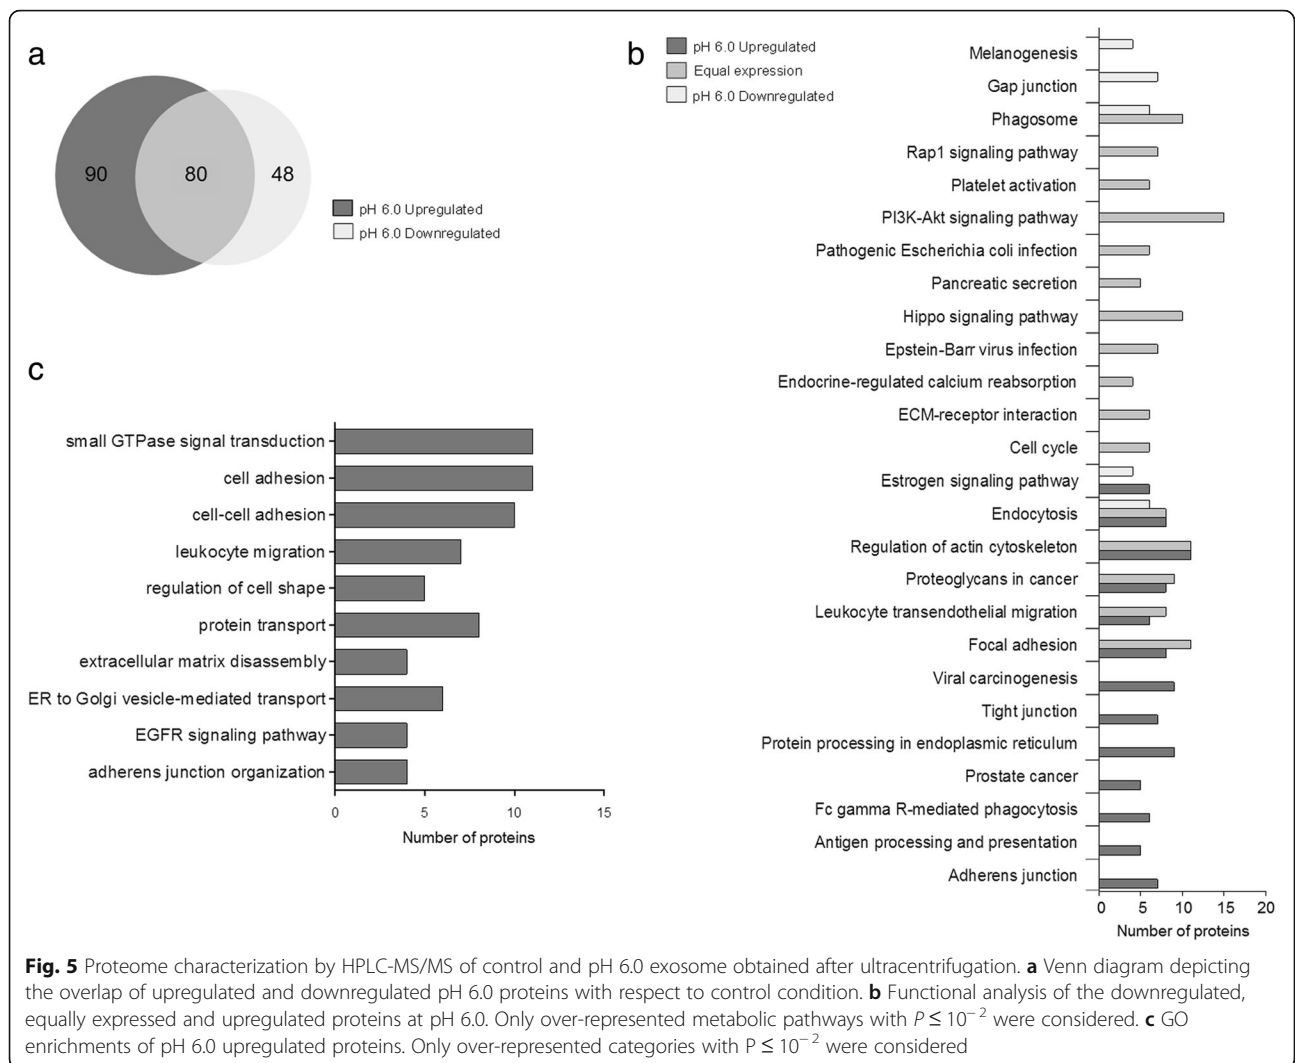 a
90
80
48
pH 6.0 Upregulated
pH 6.0 Downregulated
b
pH 6.0 Upregulated
Equal expression
pH 6.0 Downregulated
Melanogenesis
Gap junction
Phagosome
Rap1 signaling pathway
Platelet activation
PI3K-Akt signaling pathway
Pathogenic Escherichia coli infection
Pancreatic secretion
Hippo signaling pathway
Epstein-Barr virus infection
Endocrine-regulated calcium reabsorption
ECM-receptor interaction
Cell cycle
Estrogen signaling pathway
Endocytosis
Regulation of actin cytoskeleton
Proteoglycans in cancer
Leukocyte transendothelial migration
Focal adhesion
Viral carcinogenesis
Tight junction
Protein processing in endoplasmic reticulum
Prostate cancer
Fc gamma R-mediated phagocytosis
Antigen processing and presentation
Adherens junction
0 5 10 15 20
Number of proteins
c
small GTPase signal transduction
cell adhesion
cell-cell adhesion
leukocyte migration
regulation of cell shape
protein transport
extracellular matrix disassembly
ER to Golgi vesicle-mediated transport
EGFR signaling pathway
adherens junction organization
0 5 10 15
Number of proteins
Fig. 5 Proteome characterization by HPLC-MS/MS of control and pH 6.0 exosome obtained after ultracentrifugation. a Venn diagram depicting
the overlap of upregulated and downregulated pH 6.0 proteins with respect to control condition. b Functional analysis of the downregulated,
equally expressed and upregulated proteins at pH 6.0. Only over-represented metabolic pathways with P ≤ 10⁻² were considered. c GO
enrichments of pH 6.0 upregulated proteins. Only over-represented categories with P ≤ 10⁻² were considered